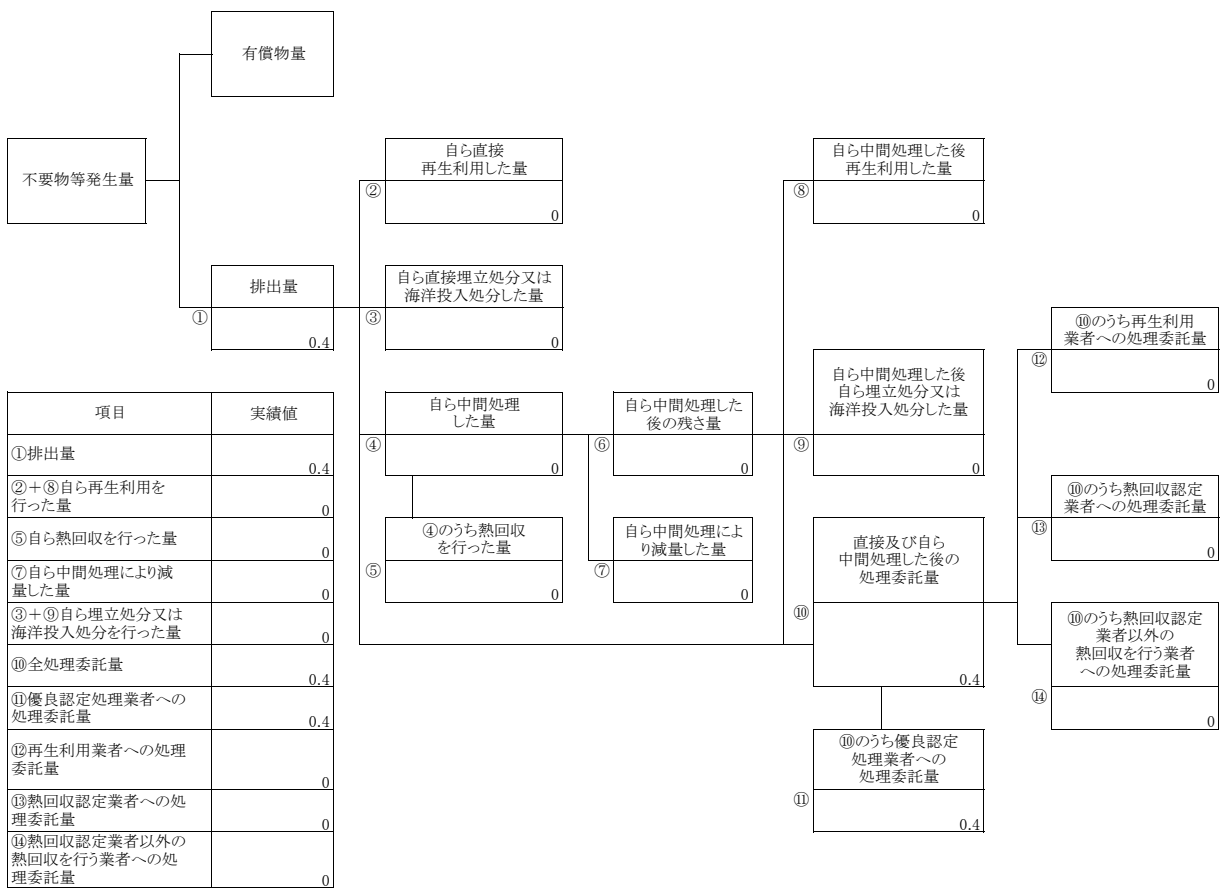 有償物量
不要物等発生量
自ら直接
再生利用した量
②
0
自ら中間処理した後
再生利用した量
⑧
0
排出量
①
0.4
自ら直接埋立処分又は
海洋投入処分した量
③
0
⑩のうち再生利用
業者への処理委託量
⑫
0
自ら中間処理
した量
④
0
自ら中間処理した
後の残さ量
⑥
0
自ら中間処理した後
自ら埋立処分又は
海洋投入処分した量
⑨
0
④のうち熱回収
を行った量
⑤
0
自ら中間処理によ
り減量した量
⑦
0
直接及び自ら
中間処理した後の
処理委託量
⑩
0.4
⑩のうち熱回収認定
業者への処理委託量
⑬
0
⑩のうち熱回収認定
業者以外の
熱回収を行う業者
への処理委託量
⑭
0
⑩のうち優良認定
処理業者への
処理委託量
⑪
0.4
項目 実績値
①排出量
0.4
②＋⑧自ら再生利用を
行った量
0
⑤自ら熱回収を行った量
0
⑦自ら中間処理により減
量した量
0
③＋⑨自ら埋立処分又は
海洋投入処分を行った量
0
⑩全処理委託量
0.4
⑪優良認定処理業者への
処理委託量
0.4
⑫再生利用業者への処理
委託量
0
⑬熱回収認定業者への処
理委託量
0
⑭熱回収認定業者以外の
熱回収を行う業者への処
理委託量
0